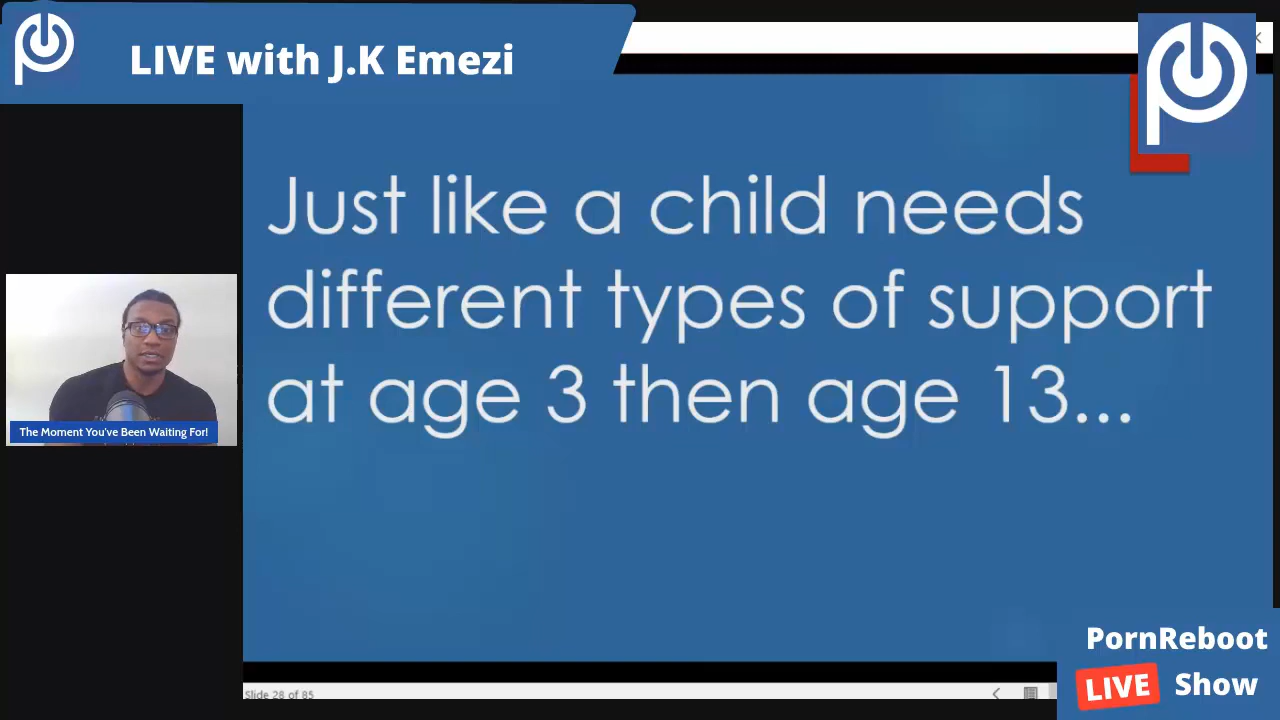 LIVE with J.K Emezi
Just like a child needs
different types of support
at age 3 then age 13...
The Moment You've Been Waiting For!
PornReboot
LIVE Show
Slide 28 of 85